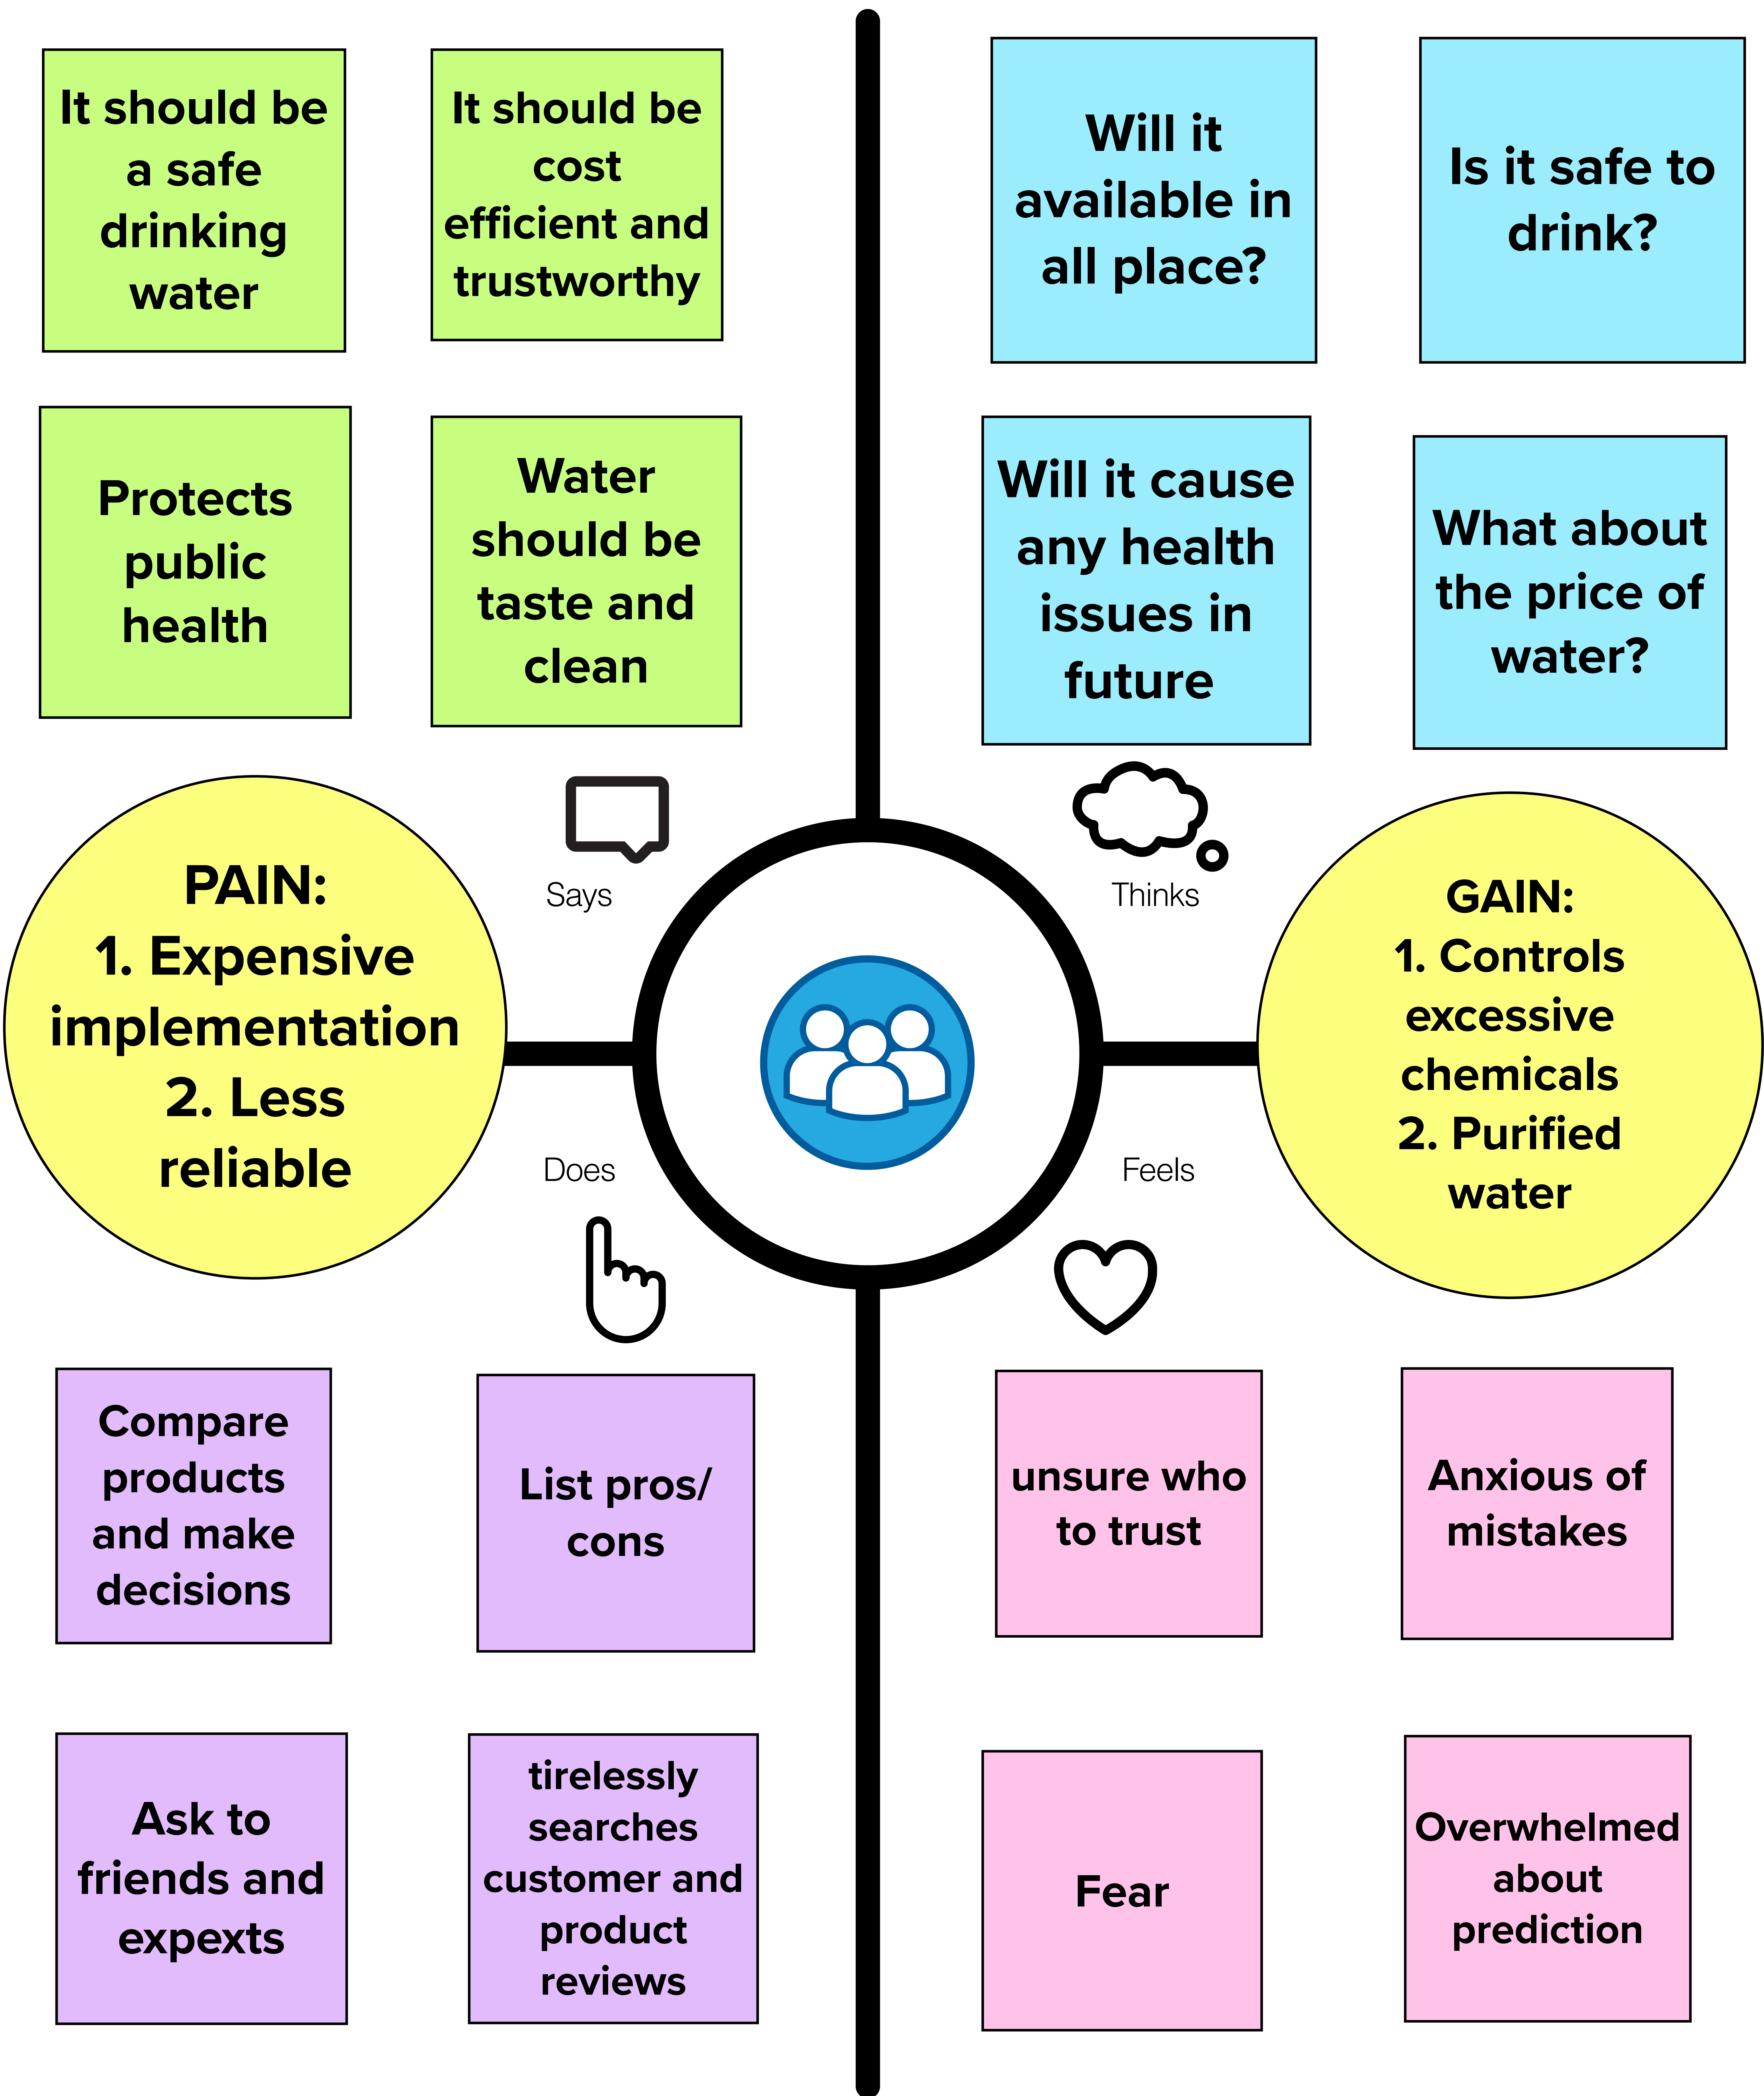 It should be
a safe
drinking
water
It should be
cost
efficient and
trustworthy
Will it
available in
all place?
Is it safe to
drink?
Protects
public
health
Water
should be
taste and
clean
Will it cause
any health
issues in
future
What about
the price of
water?
Says
Thinks
PAIN:
1. Expensive
implementation
2. Less
reliable
GAIN:
1. Controls
excessive
chemicals
2. Purified
water
Does
Feels
Compare
products
and make
decisions
List pros/
cons
unsure who
to trust
Anxious of
mistakes
Ask to
friends and
expexts
tirelessly
searches
customer and
product
reviews
Fear
Overwhelmed
about
prediction